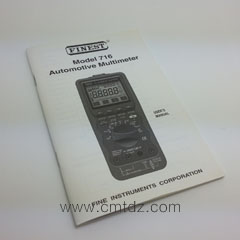 FINEST
Model 716
Automotive Multimeter
USER'S
MANUAL
FINE INSTRUMENTS CORPORATION
www.cmtdz.com